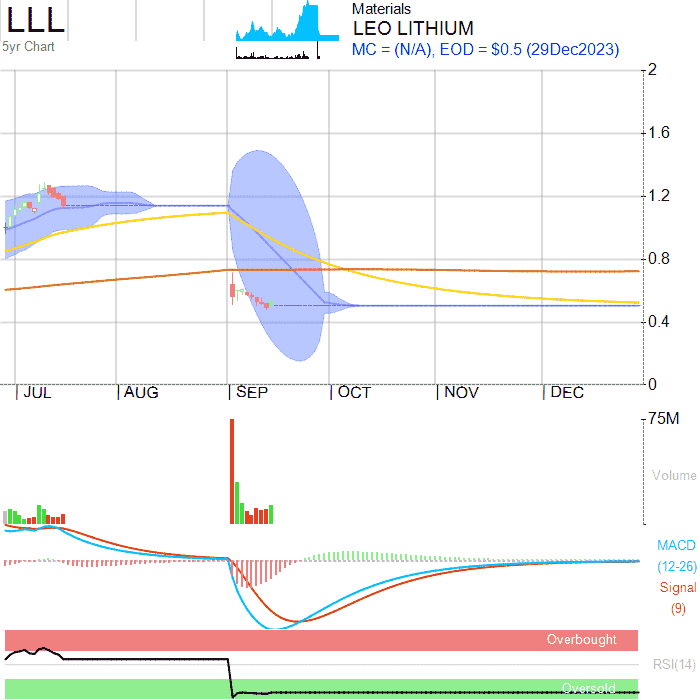 LLL
5yr Chart
Materials
LEO LITHIUM
MC = (N/A), EOD = $0.5 (29Dec2023)
2
1.6
1.2
0.8
0.4
0
JUL AUG SEP OCT NOV DEC
75M
Volume
MACD
(12-26)
Signal
(9)
Overbought
RSI(14)
Oversold